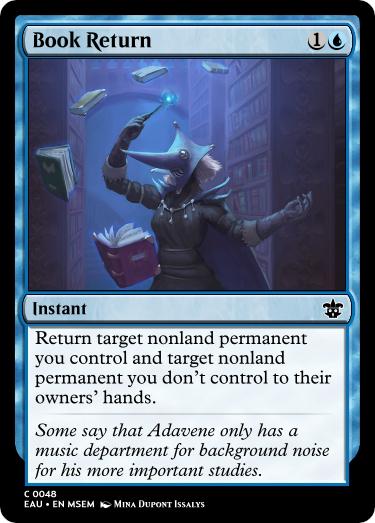 Book Return 1
Instant
Return target nonland permanent
you control and target nonland
permanent you don't control to their
owners' hands.
Some say that Adavene only has a
music department for background noise
for his more important studies.
C 0048
EAU • EN MSEM Mina Dupont Issalys